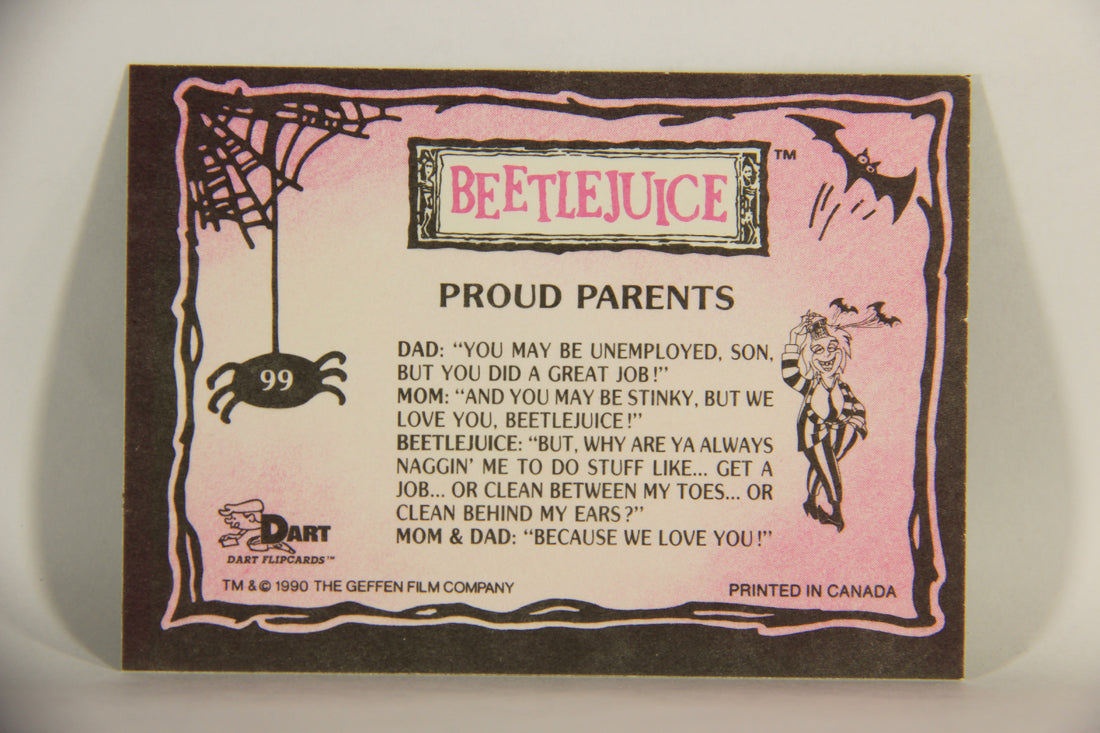 BEETLEJUICE ™
PROUD PARENTS
DAD: “YOU MAY BE UNEMPLOYED, SON,
BUT YOU DID A GREAT JOB!”
MOM: “AND YOU MAY BE STINKY, BUT WE
LOVE YOU, BEETLEJUICE!”
BEETLEJUICE: “BUT, WHY ARE YA ALWAYS
NAGGIN’ ME TO DO STUFF LIKE... GET A
JOB... OR CLEAN BETWEEN MY TOES... OR
CLEAN BEHIND MY EARS?”
MOM & DAD: “BECAUSE WE LOVE YOU!”
99
DART
DART FLIPCARDS™
TM & © 1990 THE GEFFEN FILM COMPANY
PRINTED IN CANADA